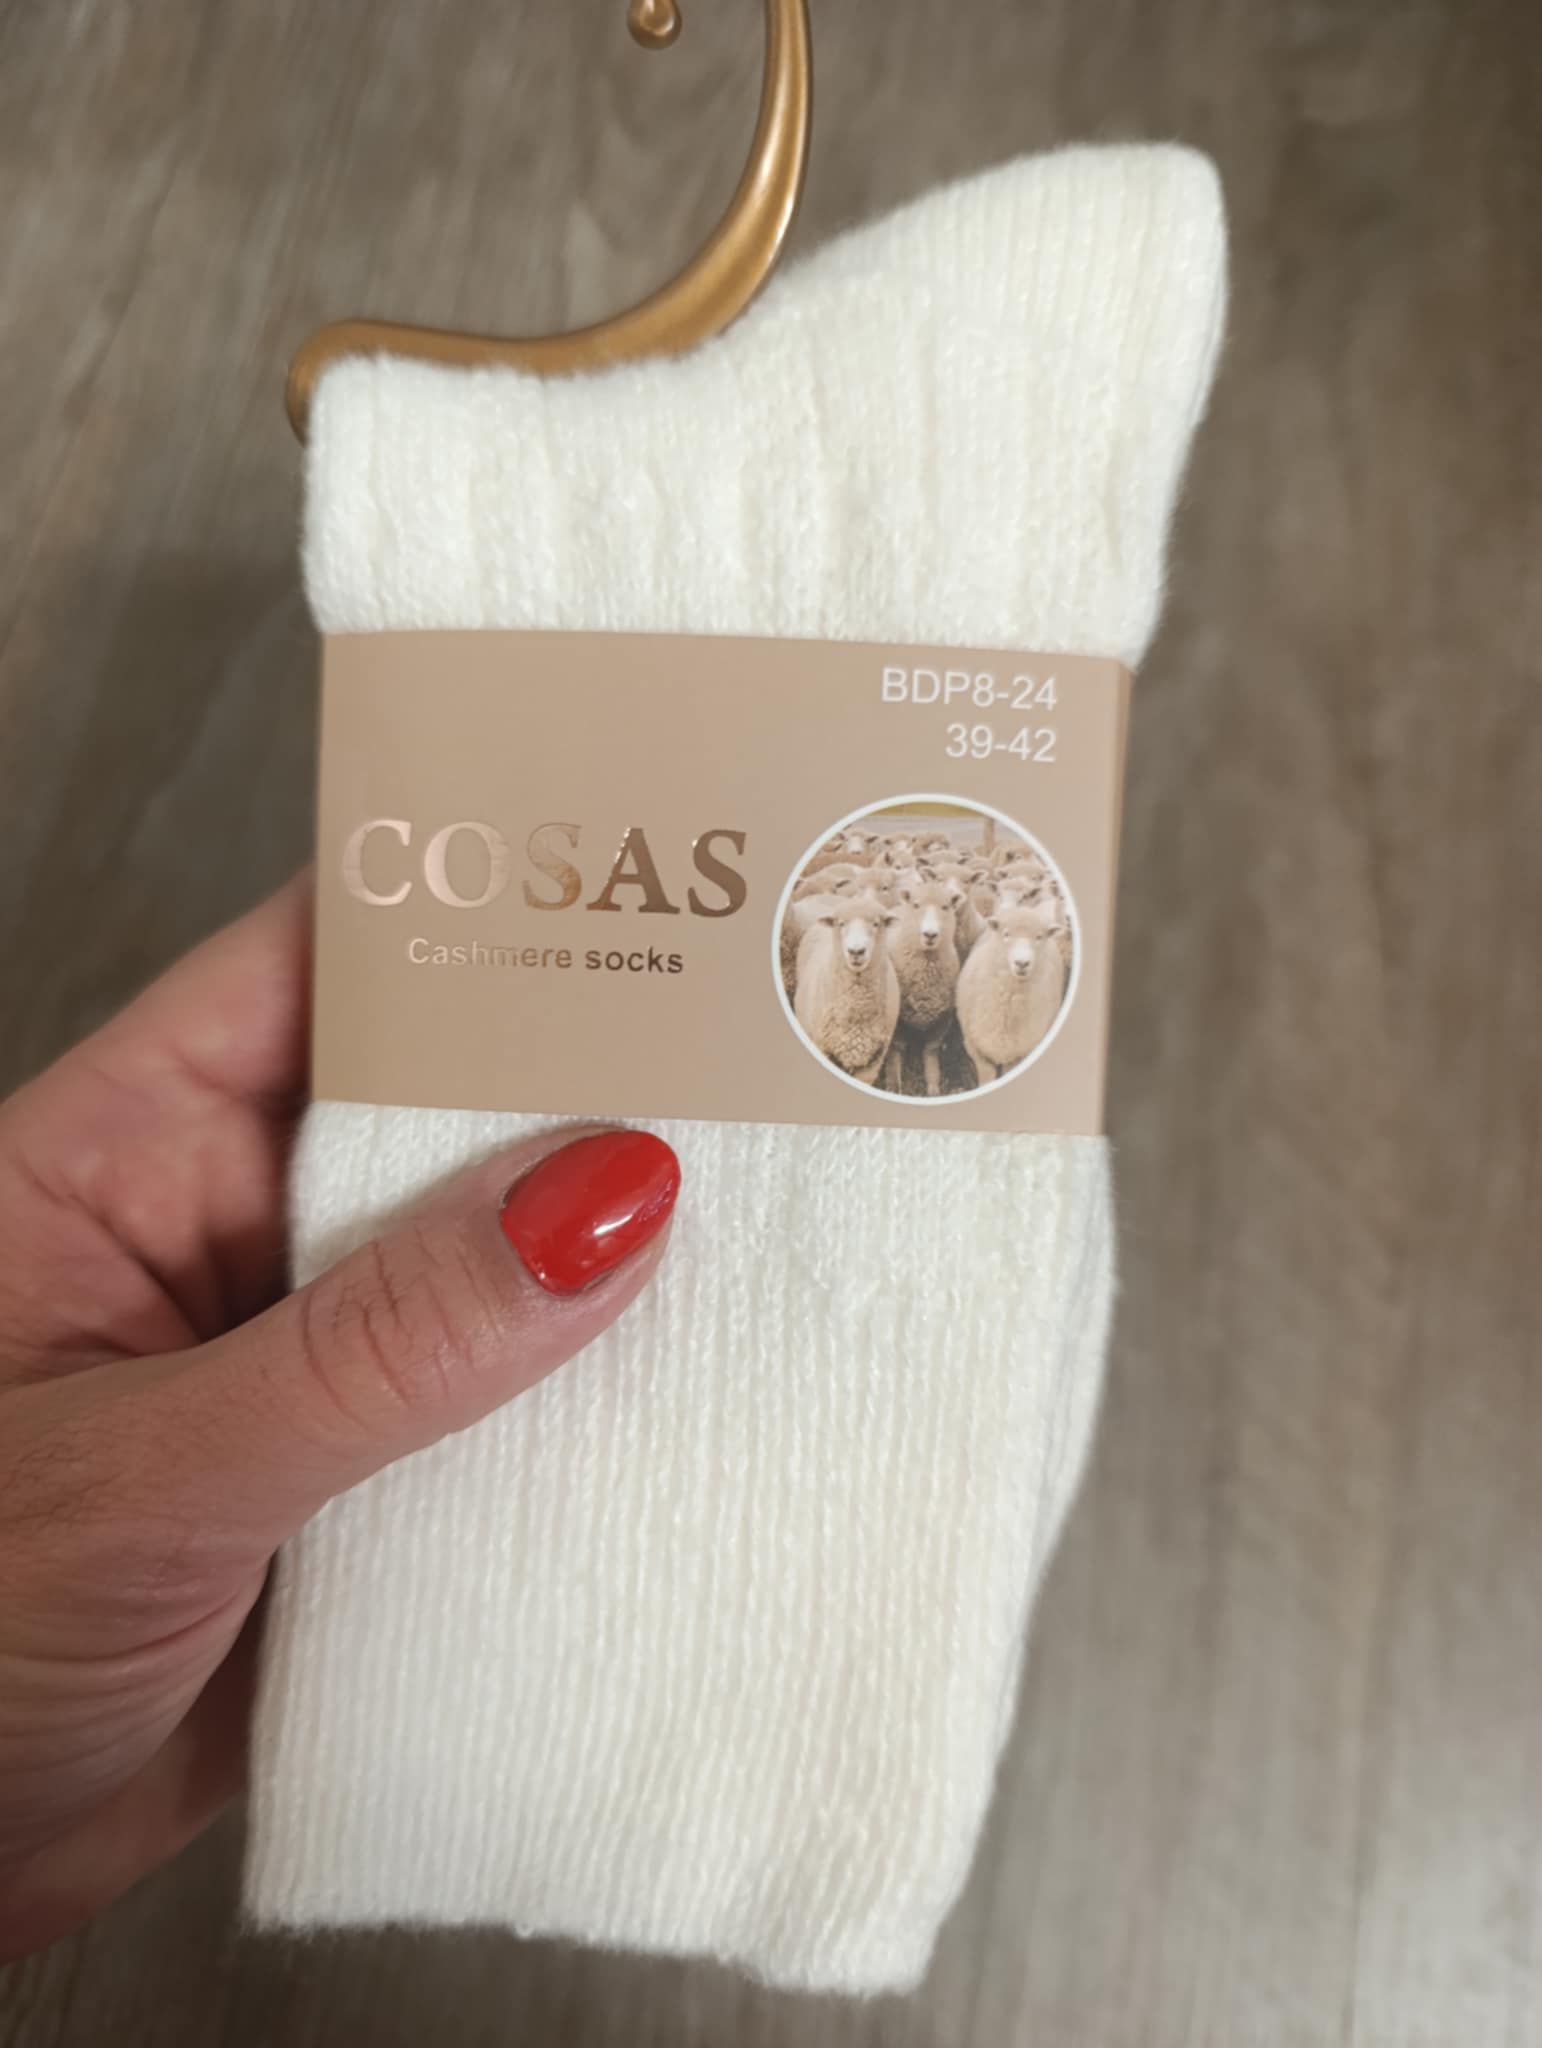 BDP8-24
39-42
COSAS
Cashmere socks